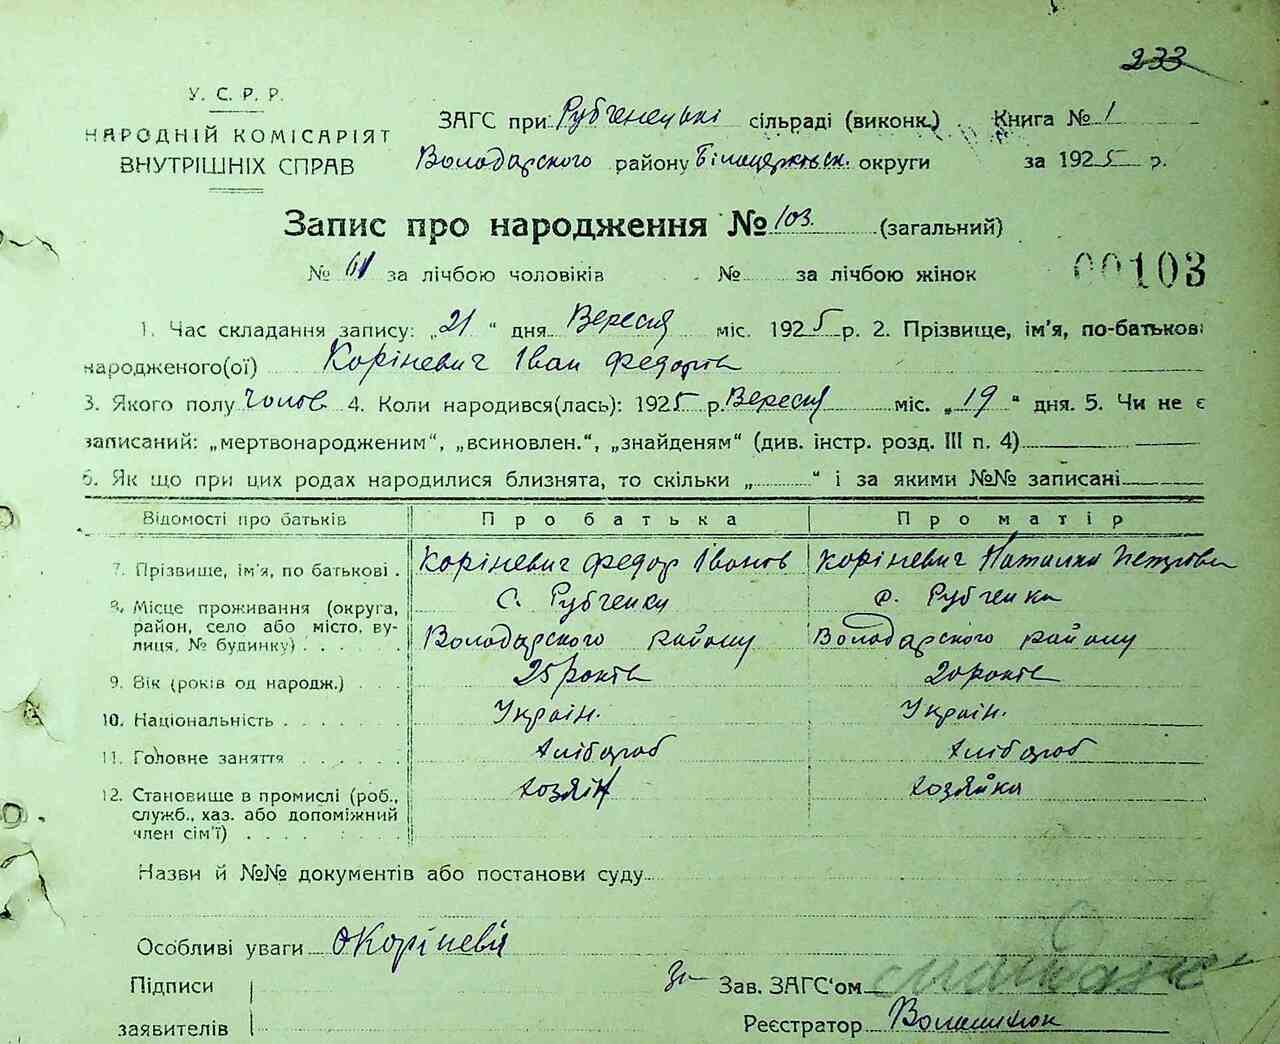 233
У. С. Р. Р.
НАРОДНІЙ КОМІСАРІЯТ
ВНУТРІШНІХ СПРАВ
ЗАГС при Рубченецькі сільраді (виконк.) Книга № 1
Володарского району Білоцерковськ. округи за 1925 р.
Запис про народження № 103. (загальний)
№ 61 за лічбою чоловіків № за лічбою жінок
00103
1. Час складання запису: „21“ дня Вересня міс. 1925 р. 2. Прізвище, ім'я, по-батькові
народженого(ої) Коріневич Іван Федорів
3. Якого полу чолов 4. Коли народився(лась): 1925 р. Вересня міс. „19“ дня. 5. Чи не є
записаний: „мертвонародженим“, „всиновлен.“, „знайденям“ (див. інстр. розд. III п. 4)
6. Як що при цих родах народилися близнята, то скільки „ “ і за якими №№ записані
Відомості про батьків Про батька Про матір
7. Прізвище, ім'я, по батькові . Коріневич Федор Іванов Коріневич Наталка Петрова
8. Місце проживання (округа, район, село або місто, вулиця, № будинку) . . . . . с. Рубченки с. Рубченка
Володарского району Володарского району
9. Вік (років од народж.) . . . 25 років 20 років
10. Національність . . . . . . . Україн. Україн.
11. Головне заняття . . . . . Хлібороб Хлібороб
12. Становище в промислі (роб., служб., хаз. або допоміжний член сім'ї) . . . . . . . Хозяін Хозяйка
Назви й №№ документів або постанови суду
Особливі уваги
Підписи
заявителів
За Зав. ЗАГС'ом
Реєстратор